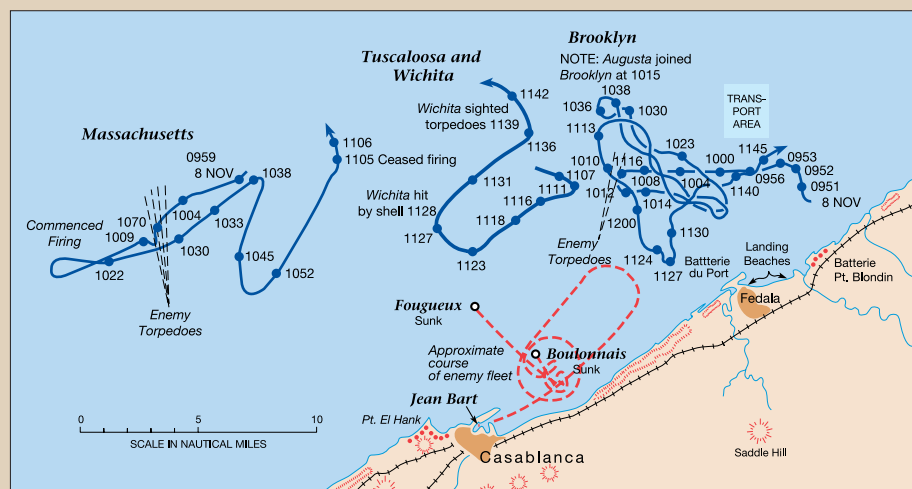 Massachusetts
0959
8 NOV
1038
1004
1070
1033
1009
1030
Commenced
Firing
1022
1045
1052
Enemy
Torpedoes
1106
1105 Ceased firing
Tuscaloosa and
Wichita
1142
Wichita sighted
torpedoes 1139
1136
1131
1107
1111
1116
1118
Wichita hit
by shell 1128
1127
1123
Brooklyn
NOTE: Augusta joined
Brooklyn at 1015
1038
1036
1030
1113
1023
1010
1116
1000
1145
0953
0952
0956
0951
8 NOV
1008
1004
1140
1012
1014
1200
1130
1124
1127
Enemy
Torpedoes
TRANS-
PORT
AREA
Battterie
du Port
Landing
Beaches
Batterie
Pt. Blondin
Fedala
Fougueux
Sunk
Boulonnais
Sunk
Approximate
course
of enemy fleet
Jean Bart
Pt. El Hank
Casablanca
Saddle Hill
0 5 10
SCALE IN NAUTICAL MILES